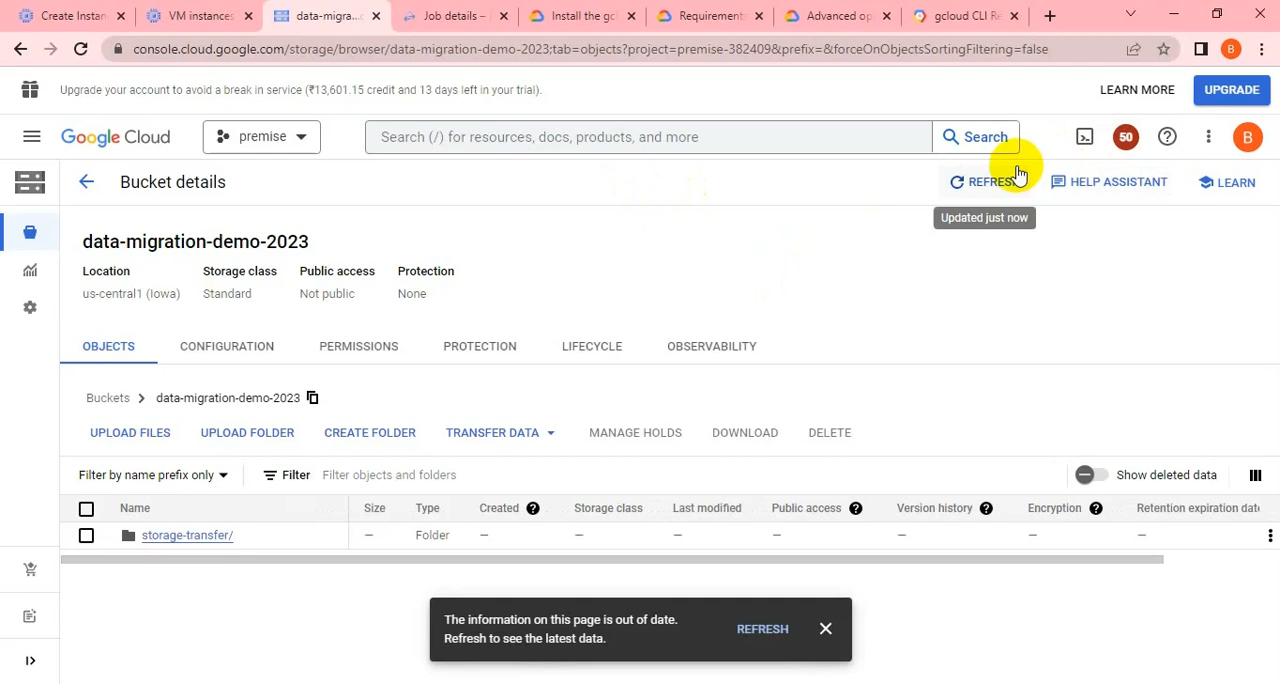 Create Instan
VM instances
data-migra
Job details –
Install the gcl
Requirement
Advanced op
gcloud CLI Re
console.cloud.google.com/storage/browser/data-migration-demo-2023;tab=objects?project=premise-382409&prefix=&forceOnObjectsSortingFiltering=false
B
Upgrade your account to avoid a break in service (₹13,601.15 credit and 13 days left in your trial).
LEARN MORE
UPGRADE
Google Cloud
premise
Search (/) for resources, docs, products, and more
Search
50
B
Bucket details
REFRESH
HELP ASSISTANT
LEARN
Updated just now
data-migration-demo-2023
Location Storage class Public access Protection
us-central1 (Iowa) Standard Not public None
OBJECTS CONFIGURATION PERMISSIONS PROTECTION LIFECYCLE OBSERVABILITY
Buckets > data-migration-demo-2023
UPLOAD FILES UPLOAD FOLDER CREATE FOLDER TRANSFER DATA MANAGE HOLDS DOWNLOAD DELETE
Filter by name prefix only Filter Filter objects and folders Show deleted data
Name Size Type Created Storage class Last modified Public access Version history Encryption Retention expiration date
storage-transfer/ — Folder — — — — — — —
The information on this page is out of date.
Refresh to see the latest data.
REFRESH